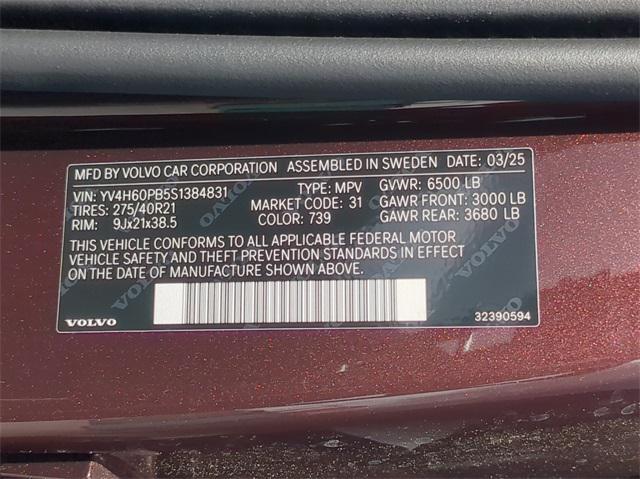 MFD BY VOLVO CAR CORPORATION ASSEMBLED IN SWEDEN DATE: 03/25
VIN: YV4H60PB5S1384831 TYPE: MPV GVWR: 6500 LB
TIRES: 275/40R21 MARKET CODE: 31 GAWR FRONT: 3000 LB
RIM: 9Jx21x38.5 COLOR: 739 GAWR REAR: 3680 LB
THIS VEHICLE CONFORMS TO ALL APPLICABLE FEDERAL MOTOR
VEHICLE SAFETY AND THEFT PREVENTION STANDARDS IN EFFECT
ON THE DATE OF MANUFACTURE SHOWN ABOVE.
VOLVO 32390594